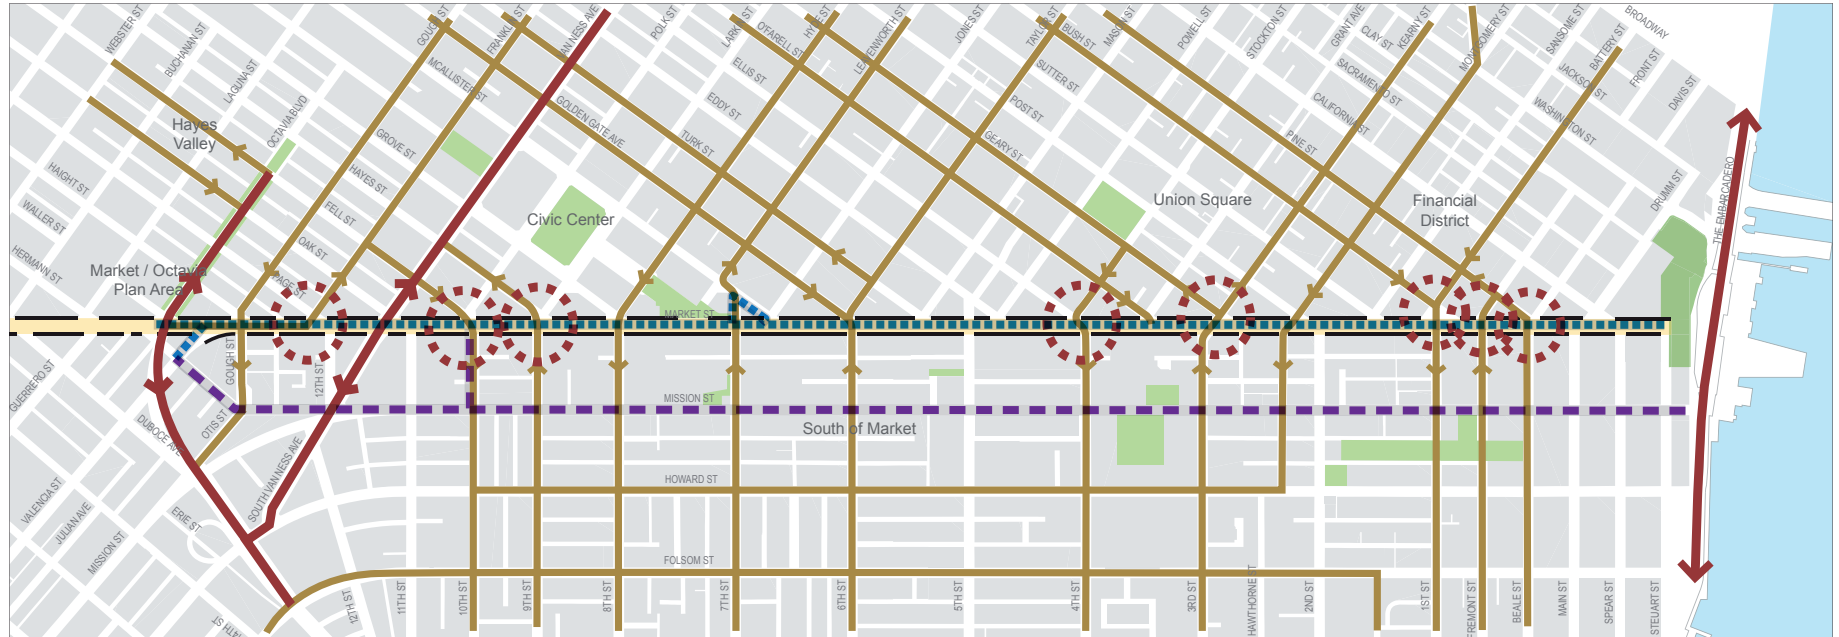 WEBSTER ST
BUCHANAN ST
LAGUNA ST
OCTAVIA BLVD
GOUGH ST
FRANKLIN ST
VAN NESS AVE
POLK ST
LARKIN ST
O'FARELL ST
HYDE ST
LEAVENWORTH ST
JONES ST
TAYLOR ST
BUSH ST
MASON ST
POWELL ST
STOCKTON ST
GRANT AVE
CLAY ST
KEARNY ST
MONTGOMERY ST
SANSOME ST
BATTERY ST
BROADWAY
FRONT ST
DAVIS ST
JACKSON ST
WASHINGTON ST
SACRAMENTO ST
CALIFORNIA ST
PINE ST
SUTTER ST
POST ST
GEARY ST
ELLIS ST
EDDY ST
TURK ST
GOLDEN GATE AVE
MCALLISTER ST
GROVE ST
HAYES ST
FELL ST
OAK ST
PAGE ST
HAIGHT ST
WALLER ST
HERMANN ST
Hayes
Valley
Civic Center
Union Square
Financial
District
DRUMM ST
THE EMBARCADERO
Market / Octavia
Plan Area
MARKET ST
GUERRERO ST
GOUGH ST
12TH ST
MISSION ST
South of Market
OTIS ST
DUBOCE AVE
SOUTH VAN NESS AVE
HOWARD ST
VALENCIA ST
JULIAN AVE
MISSION ST
ERIE ST
FOLSOM ST
14TH ST
12TH ST
11TH ST
10TH ST
9TH ST
8TH ST
7TH ST
6TH ST
5TH ST
4TH ST
3RD ST
HAWTHORNE ST
2ND ST
1ST ST
FREMONT ST
BEALE ST
MAIN ST
SPEAR ST
STEUART ST